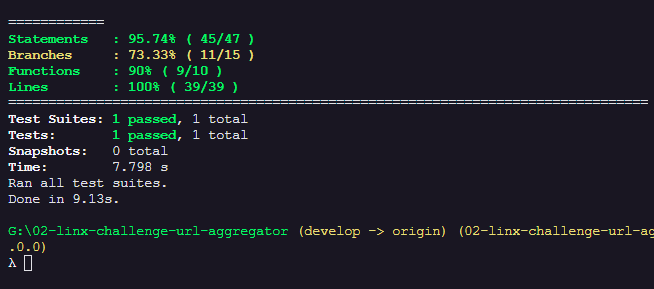 ============
Statements   : 95.74% ( 45/47 )
Branches     : 73.33% ( 11/15 )
Functions    : 90% ( 9/10 )
Lines        : 100% ( 39/39 )
================================================================================
Test Suites: 1 passed, 1 total
Tests:       1 passed, 1 total
Snapshots:   0 total
Time:        7.798 s
Ran all test suites.
Done in 9.13s.
G:\02-linx-challenge-url-aggregator (develop -> origin) (02-linx-challenge-url-ag
.0.0)
λ